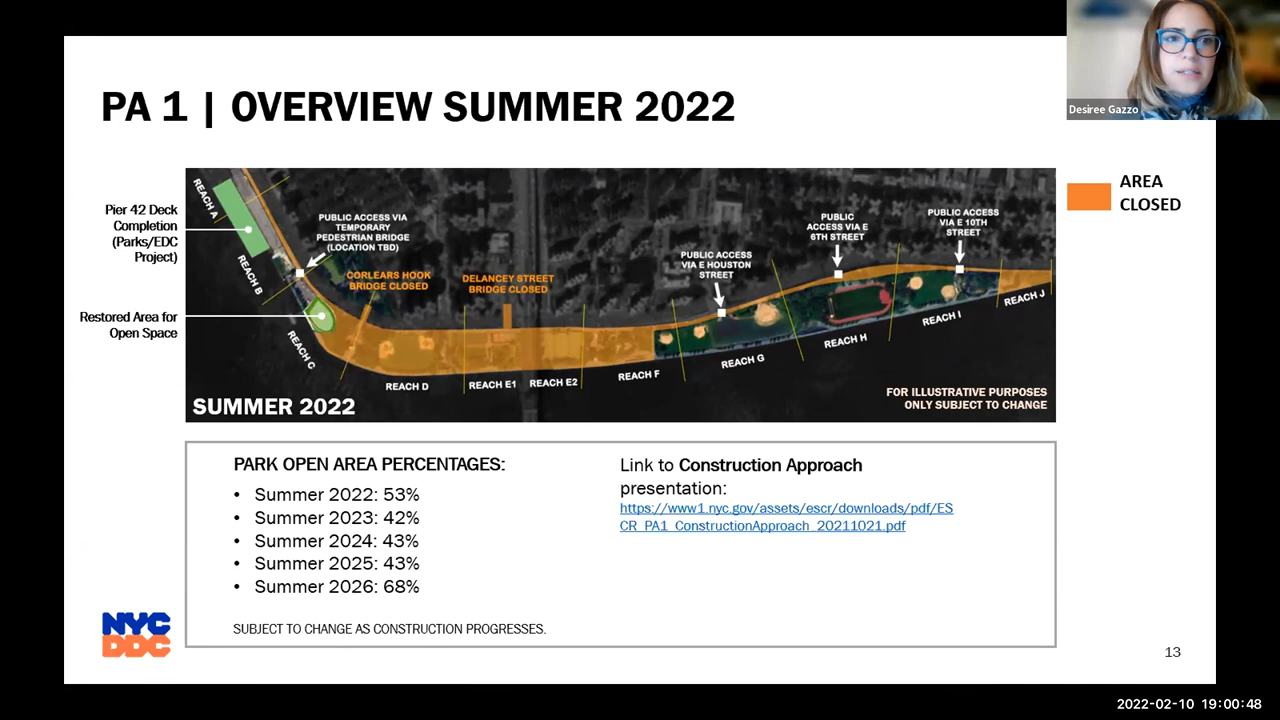 Desiree Gazzo
PA 1 | OVERVIEW SUMMER 2022
AREA
CLOSED
Pier 42 Deck
Completion
(Parks/EDC
Project)
Restored Area for
Open Space
REACH A
REACH B
REACH C
PUBLIC ACCESS VIA
TEMPORARY
PEDESTRIAN BRIDGE
(LOCATION TBD)
CORLEARS HOOK
BRIDGE CLOSED
DELANCEY STREET
BRIDGE CLOSED
PUBLIC ACCESS
VIA E HOUSTON
STREET
PUBLIC
ACCESS VIA E
6TH STREET
PUBLIC ACCESS
VIA E 10TH
STREET
REACH D
REACH E1
REACH E2
REACH F
REACH G
REACH H
REACH I
REACH J
SUMMER 2022
FOR ILLUSTRATIVE PURPOSES
ONLY SUBJECT TO CHANGE
PARK OPEN AREA PERCENTAGES:
• Summer 2022: 53%
• Summer 2023: 42%
• Summer 2024: 43%
• Summer 2025: 43%
• Summer 2026: 68%
SUBJECT TO CHANGE AS CONSTRUCTION PROGRESSES.
Link to Construction Approach
presentation:
https://www1.nyc.gov/assets/escr/downloads/pdf/ES
CR_PA1_ConstructionApproach_20211021.pdf
NYC
DDC
13
2022-02-10 19:00:48